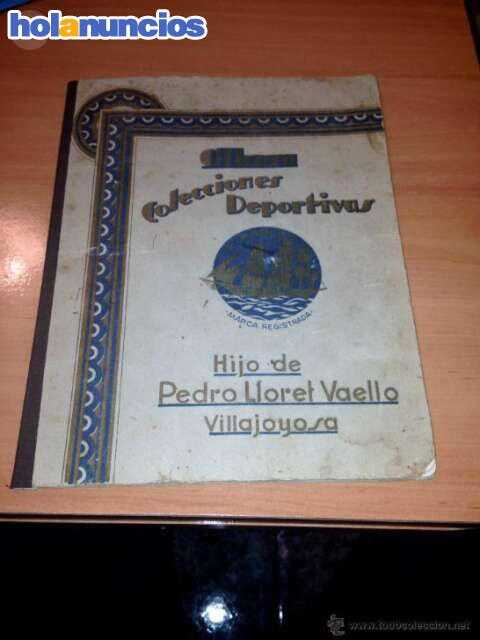 holanuncios
Album
Colecciones
Deportivas
MARCA REGISTRADA
Hijo de
Pedro Lloret Vaello
Villajoyosa
www.todocoleccion.net